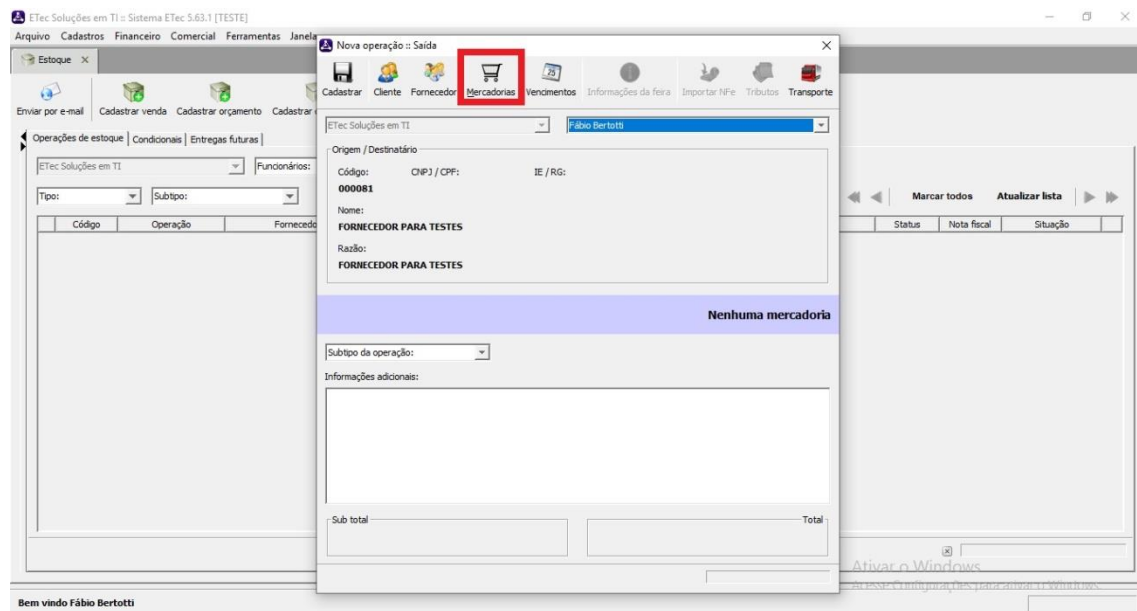 ETec Soluções em TI :: Sistema ETec 5.63.1 [TESTE]
Arquivo Cadastros Financeiro Comercial Ferramentas Janela
Estoque
Enviar por e-mail Cadastrar venda Cadastrar orçamento Cadastrar
Operações de estoque Condicionais Entregas futuras
ETec Soluções em TI Funcionários:
Tipo: Subtipo:
Marcar todos Atualizar lista
Código Operação Fornecedo
Status Nota fiscal Situação
Nova operação :: Saída
Cadastrar Cliente Fornecedor Mercadorias Vencimentos Informações da feira Importar NFe Tributos Transporte
ETec Soluções em TI Fábio Bertotti
Origem / Destinatário
Código: CNPJ / CPF: IE / RG:
000081
Nome:
FORNECEDOR PARA TESTES
Razão:
FORNECEDOR PARA TESTES
Nenhuma mercadoria
Subtipo da operação:
Informações adicionais:
Sub total Total
Ativar o Windows
Acesse Configurações para ativar o Windows.
Bem vindo Fábio Bertotti